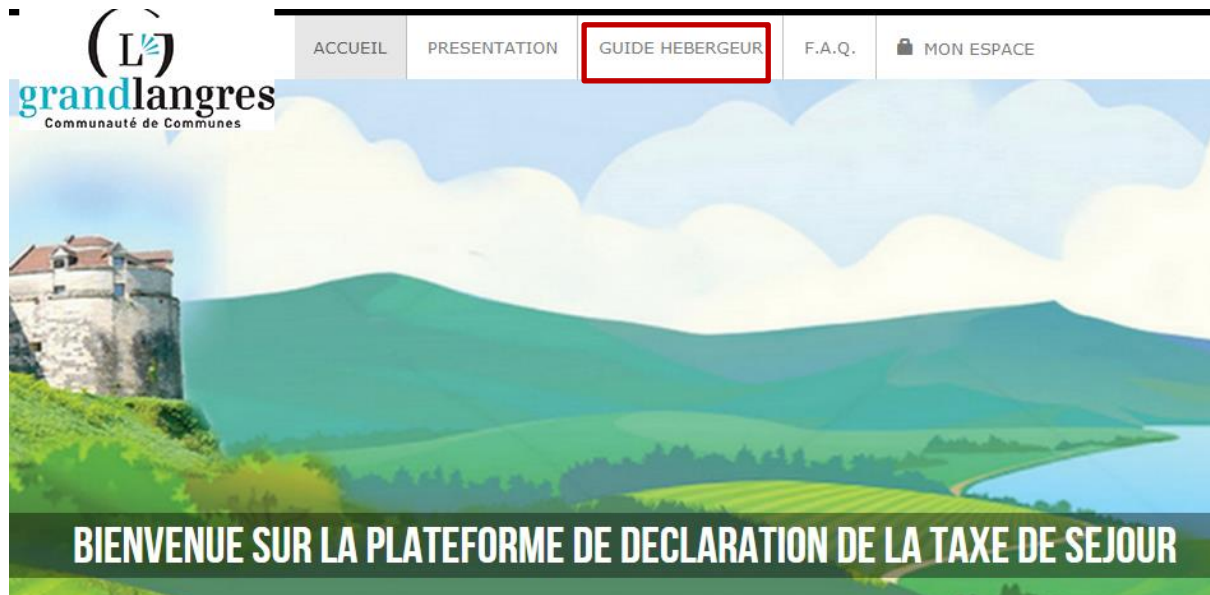 ACCUEIL PRESENTATION GUIDE HEBERGEUR F.A.Q. MON ESPACE
L
grandlangres
Communauté de Communes
BIENVENUE SUR LA PLATEFORME DE DECLARATION DE LA TAXE DE SEJOUR